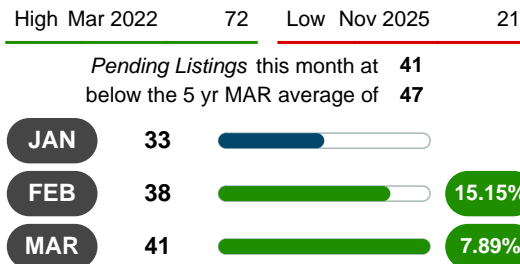 High Mar 2022 72 Low Nov 2025 21
Pending Listings this month at 41
below the 5 yr MAR average of 47
JAN 33
FEB 38 15.15%
MAR 41 7.89%